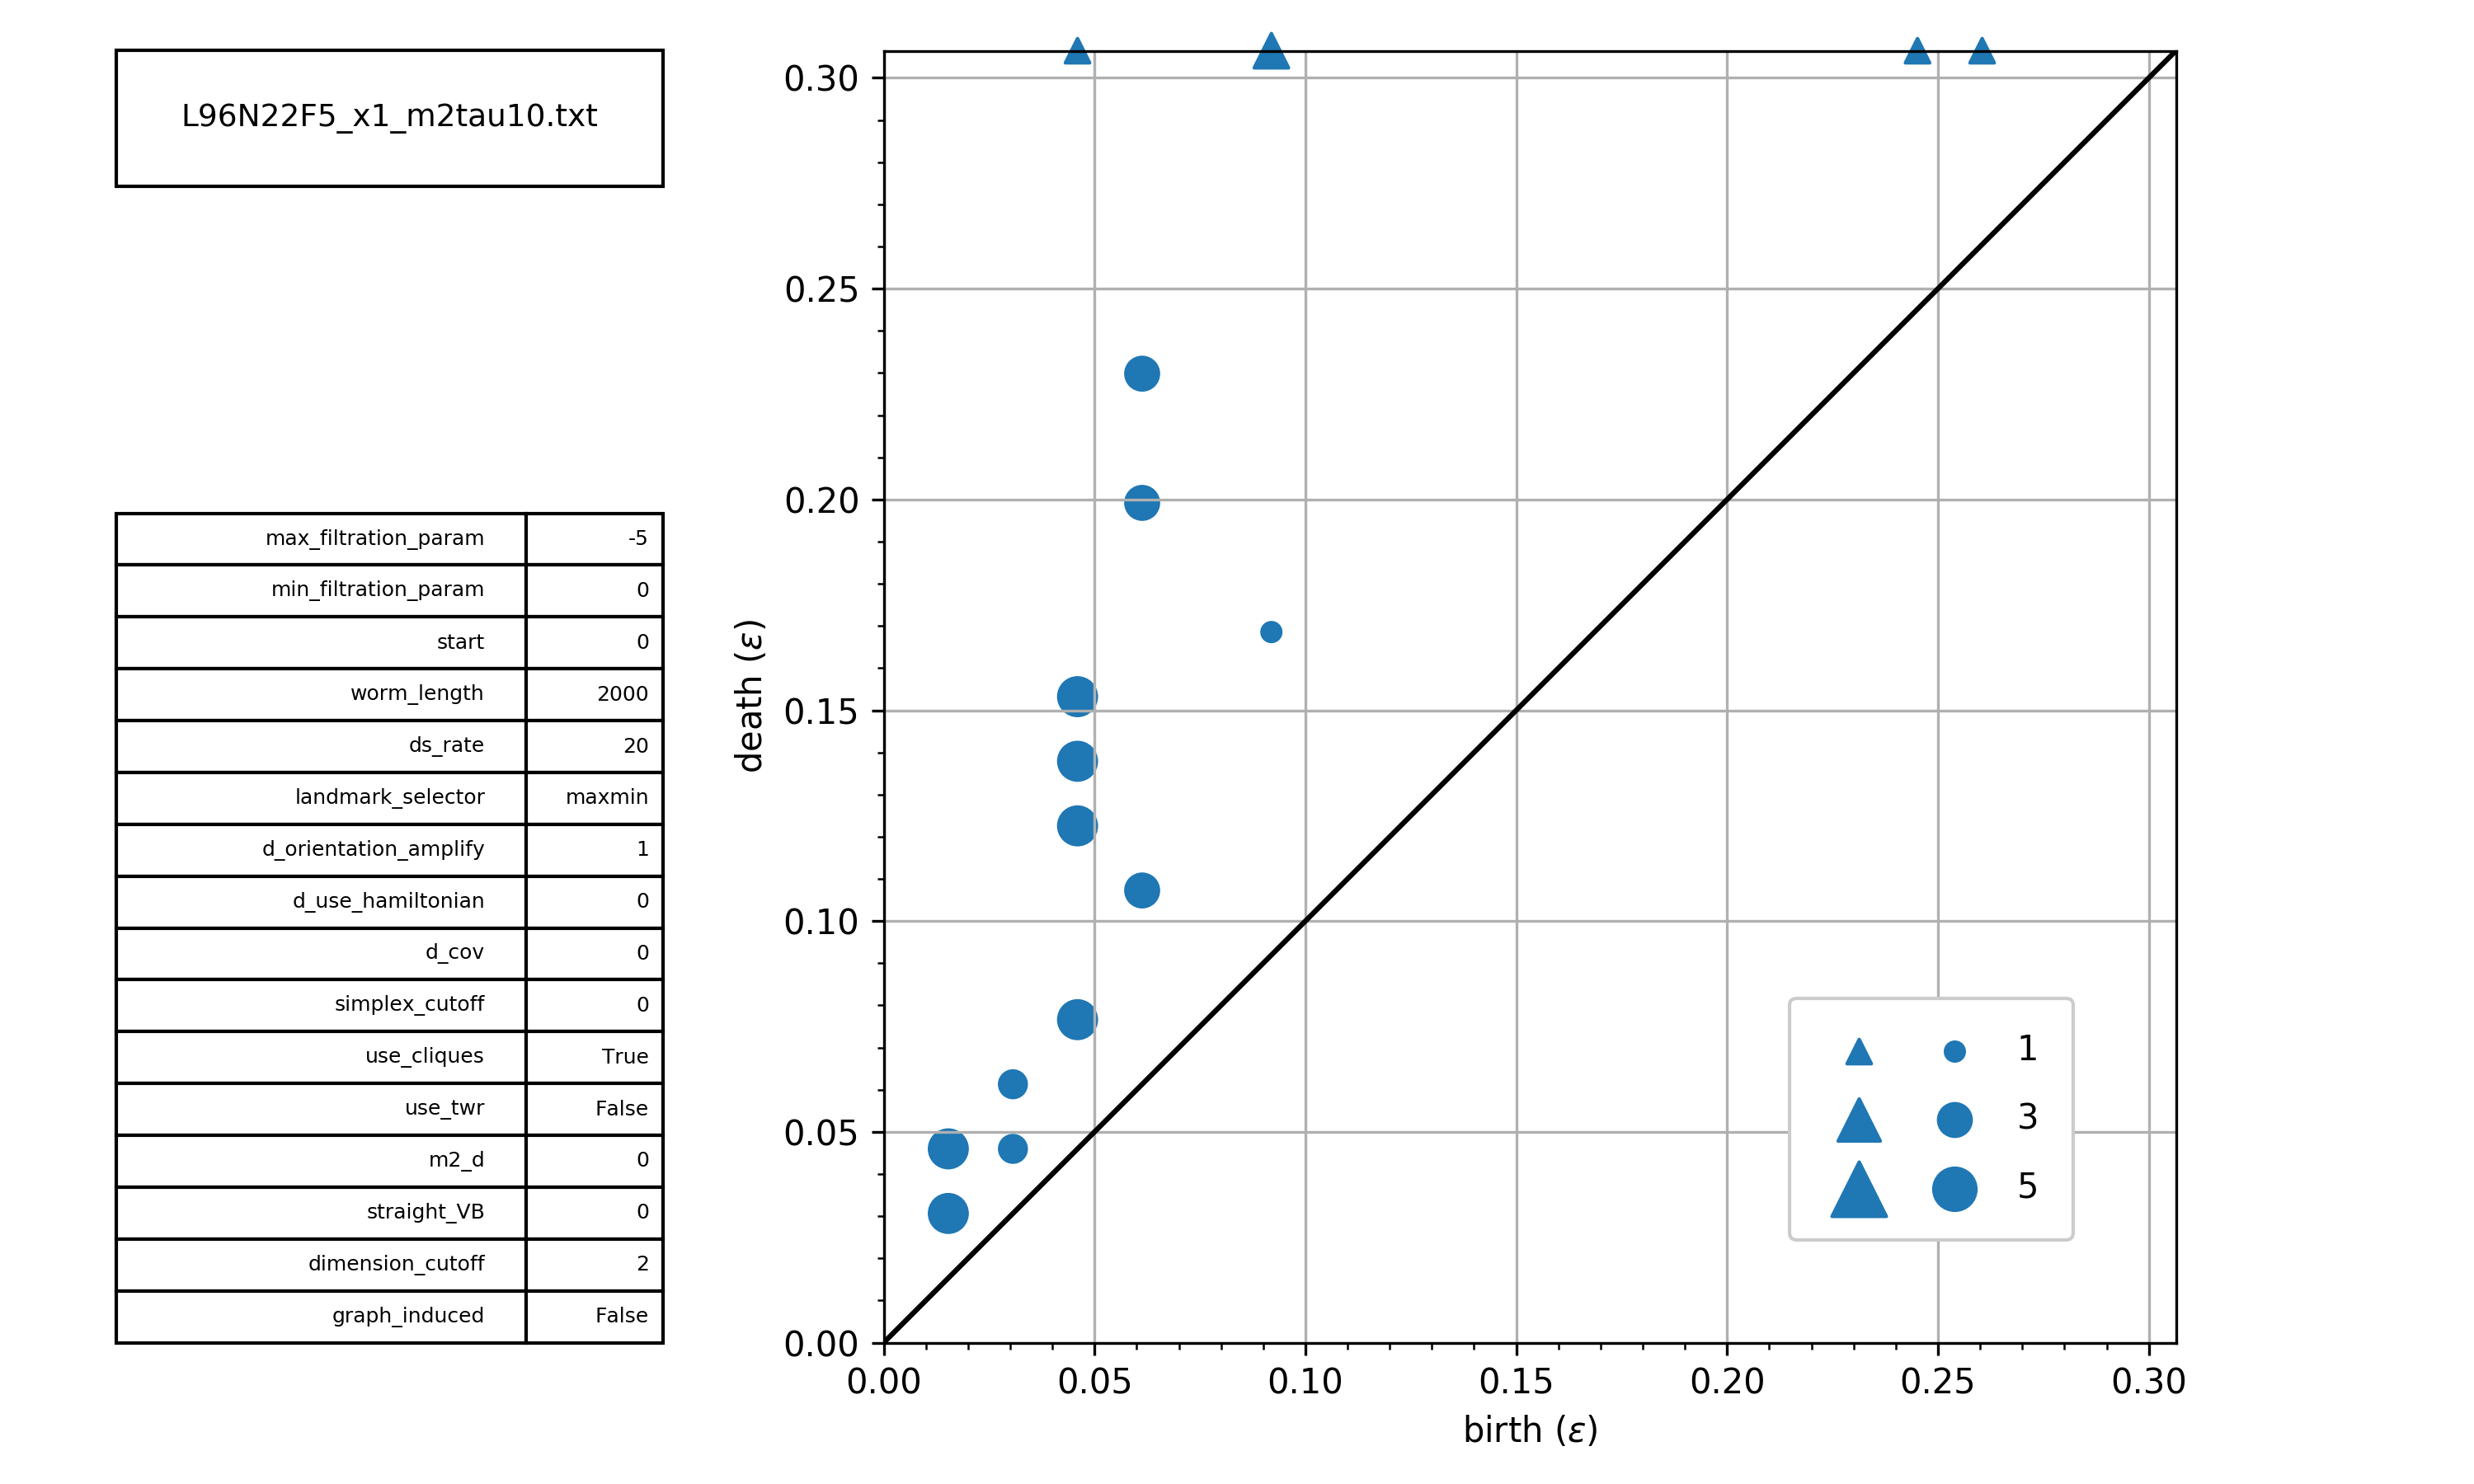 L96N22F5_x1_m2tau10.txt
max_filtration_param -5
min_filtration_param 0
start 0
worm_length 2000
ds_rate 20
landmark_selector maxmin
d_orientation_amplify 1
d_use_hamiltonian 0
d_cov 0
simplex_cutoff 0
use_cliques True
use_twr False
m2_d 0
straight_VB 0
dimension_cutoff 2
graph_induced False
death (ε)
0.30
0.25
0.20
0.15
0.10
0.05
0.00
0.00 0.05 0.10 0.15 0.20 0.25 0.30
birth (ε)
1
3
5